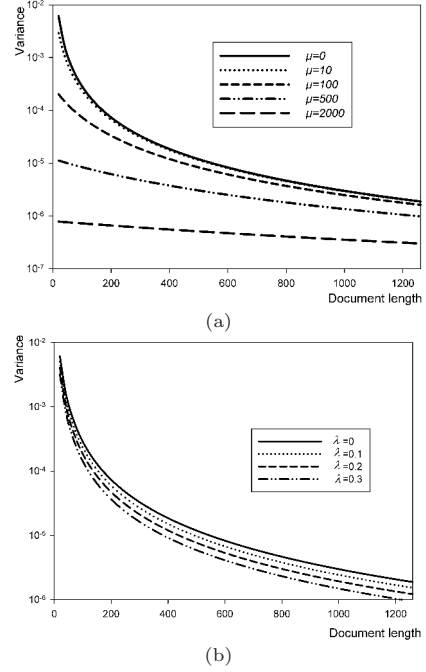 Variance
10-2
μ=0
μ=10
μ=100
μ=500
μ=2000
10-3
10-4
10-5
10-6
10-7
0 200 400 600 800 1000 1200
Document length
(a)
Variance
10-2
10-3
λ=0
λ=0.1
λ=0.2
λ=0.3
10-4
10-5
10-6
0 200 400 600 800 1000 1200
Document length
(b)